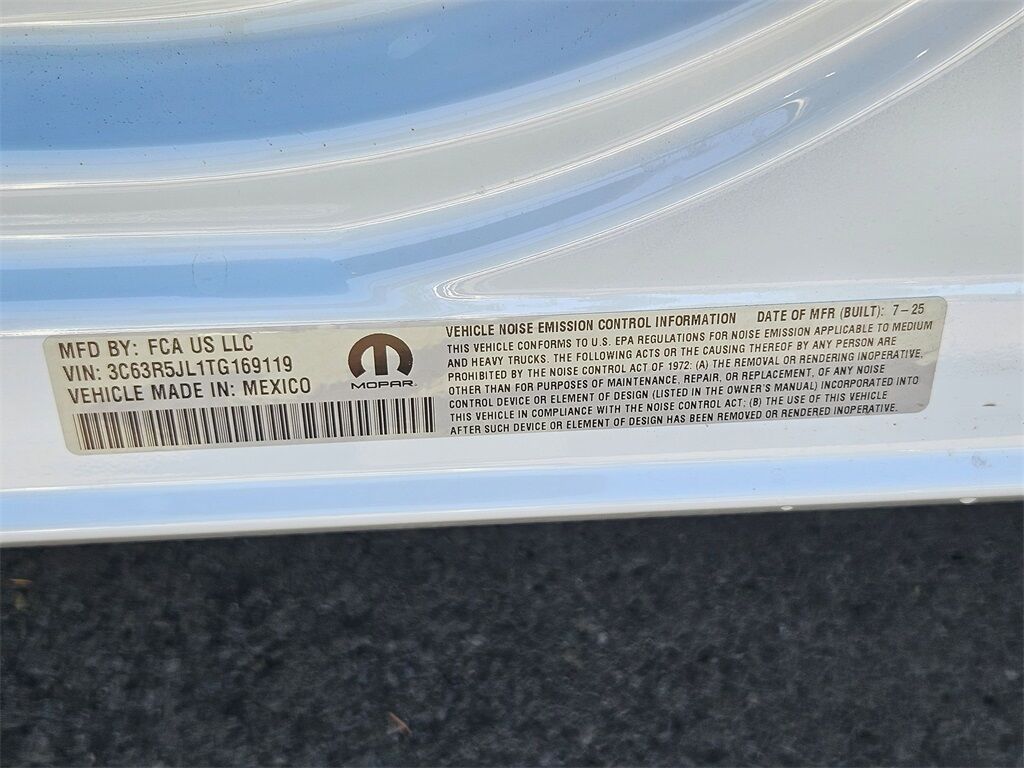 MFD BY: FCA US LLC
VIN: 3C63R5JL1TG169119
VEHICLE MADE IN: MEXICO
MOPAR
VEHICLE NOISE EMISSION CONTROL INFORMATION DATE OF MFR (BUILT): 7-25
THIS VEHICLE CONFORMS TO U.S. EPA REGULATIONS FOR NOISE EMISSION APPLICABLE TO MEDIUM
AND HEAVY TRUCKS. THE FOLLOWING ACTS OR THE CAUSING THEREOF BY ANY PERSON ARE
PROHIBITED BY THE NOISE CONTROL ACT OF 1972: (A) THE REMOVAL OR RENDERING INOPERATIVE,
OTHER THAN FOR PURPOSES OF MAINTENANCE, REPAIR, OR REPLACEMENT, OF ANY NOISE
CONTROL DEVICE OR ELEMENT OF DESIGN (LISTED IN THE OWNER'S MANUAL) INCORPORATED INTO
THIS VEHICLE IN COMPLIANCE WITH THE NOISE CONTROL ACT; (B) THE USE OF THIS VEHICLE
AFTER SUCH DEVICE OR ELEMENT OF DESIGN HAS BEEN REMOVED OR RENDERED INOPERATIVE.